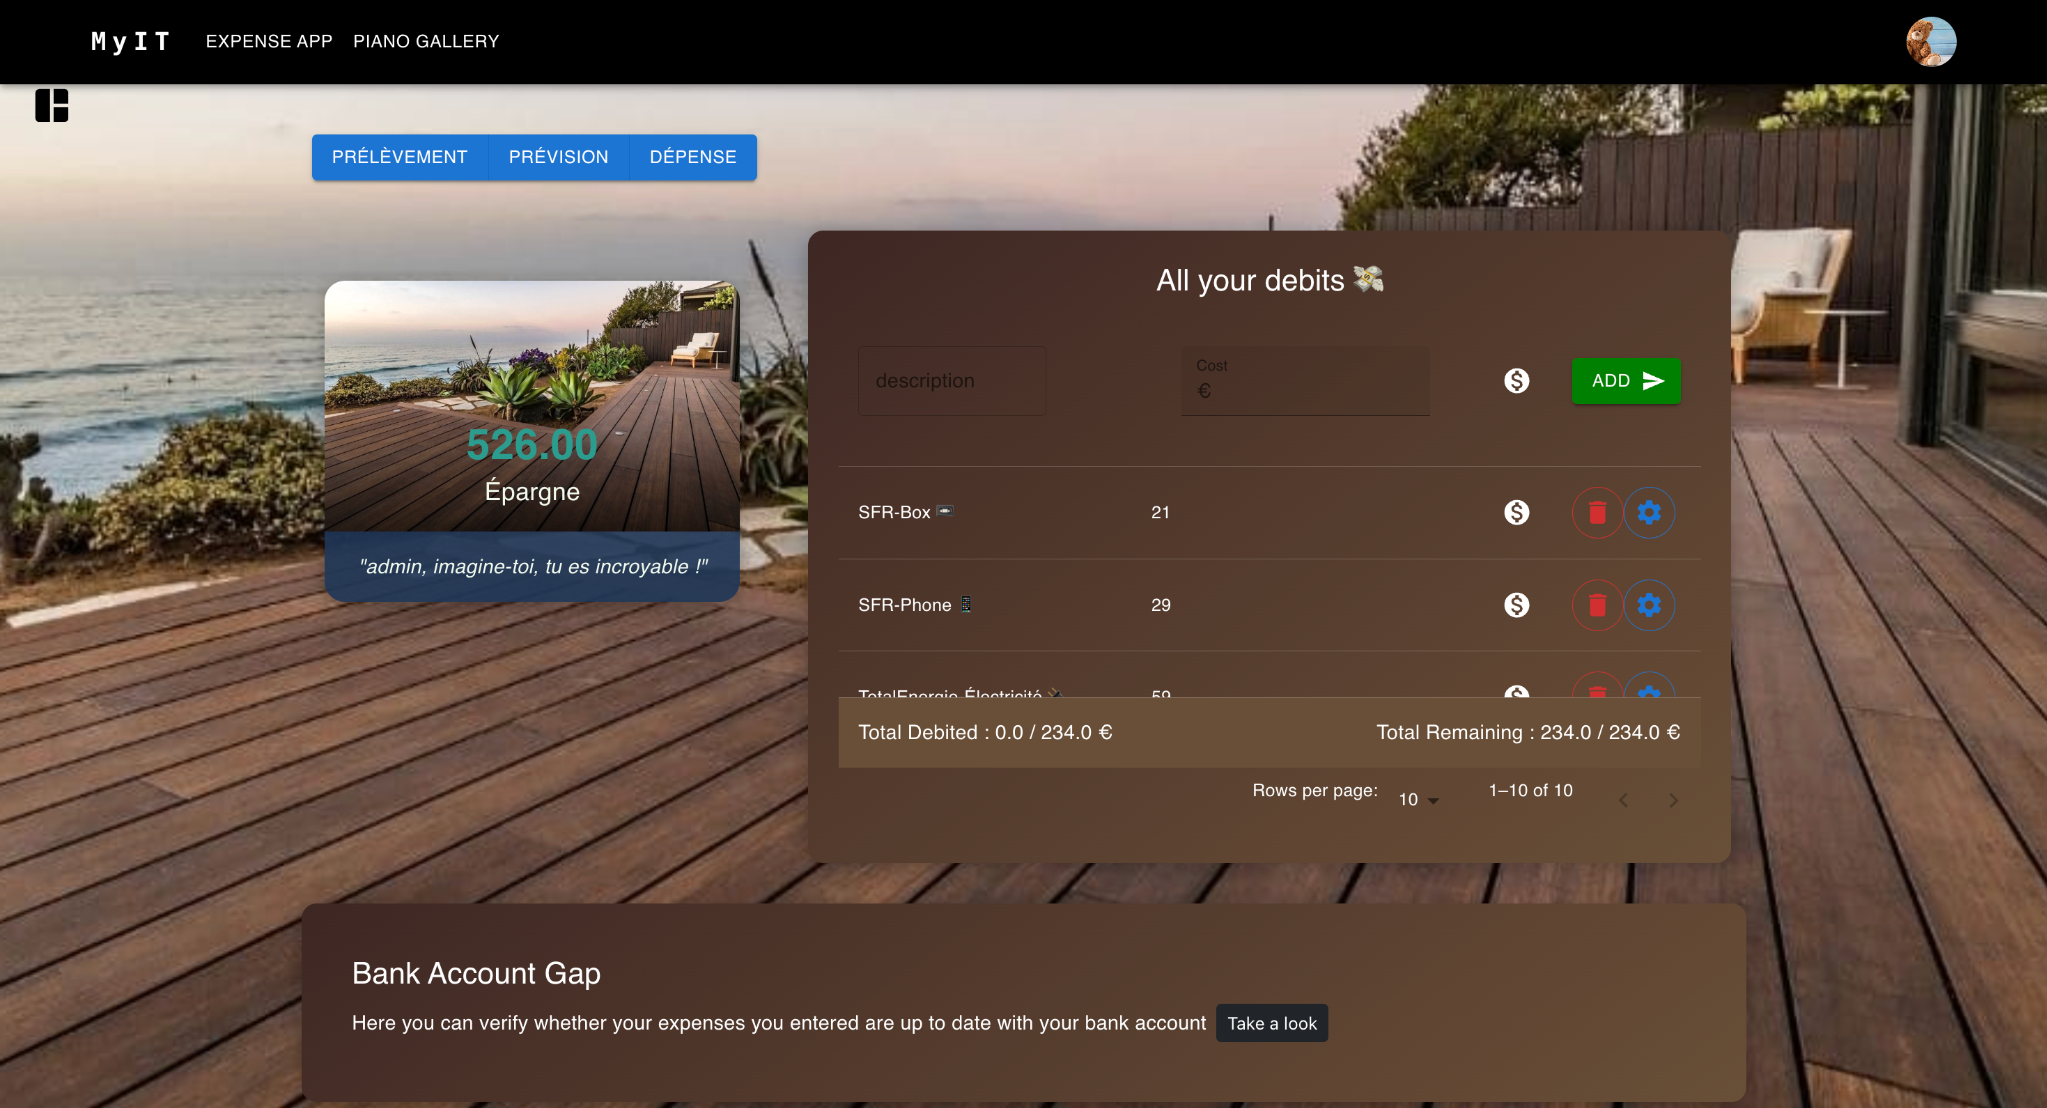 MyIT EXPENSE APP PIANO GALLERY
PRÉLÈVEMENT PRÉVISION DÉPENSE
526.00
Épargne
"admin, imagine-toi, tu es incroyable !"
All your debits 💸
description
Cost
€
ADD
SFR-Box 21
SFR-Phone 29
TotalEnergie-Électricité 59
Total Debited : 0.0 / 234.0 €
Total Remaining : 234.0 / 234.0 €
Rows per page: 10 1–10 of 10
Bank Account Gap
Here you can verify whether your expenses you entered are up to date with your bank account Take a look